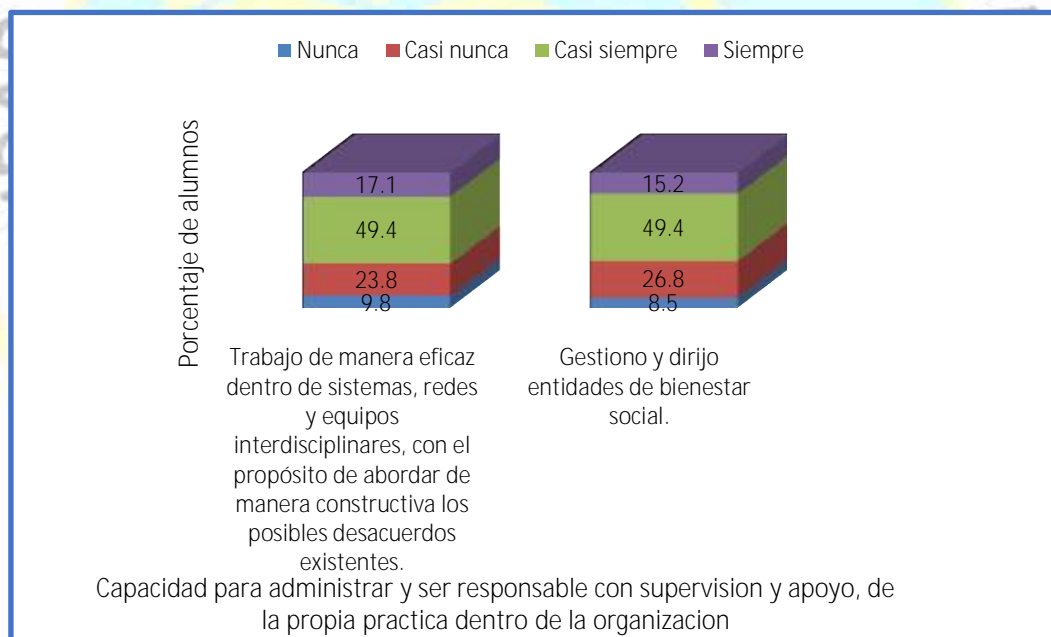 Nunca Casi nunca Casi siempre Siempre
Porcentaje de alumnos
17.1
49.4
23.8
9.8
15.2
49.4
26.8
8.5
Trabajo de manera eficaz
dentro de sistemas, redes
y equipos
interdisciplinares, con el
propósito de abordar de
manera constructiva los
posibles desacuerdos
existentes.
Gestiono y dirijo
entidades de bienestar
social.
Capacidad para administrar y ser responsable con supervision y apoyo, de
la propia practica dentro de la organizacion